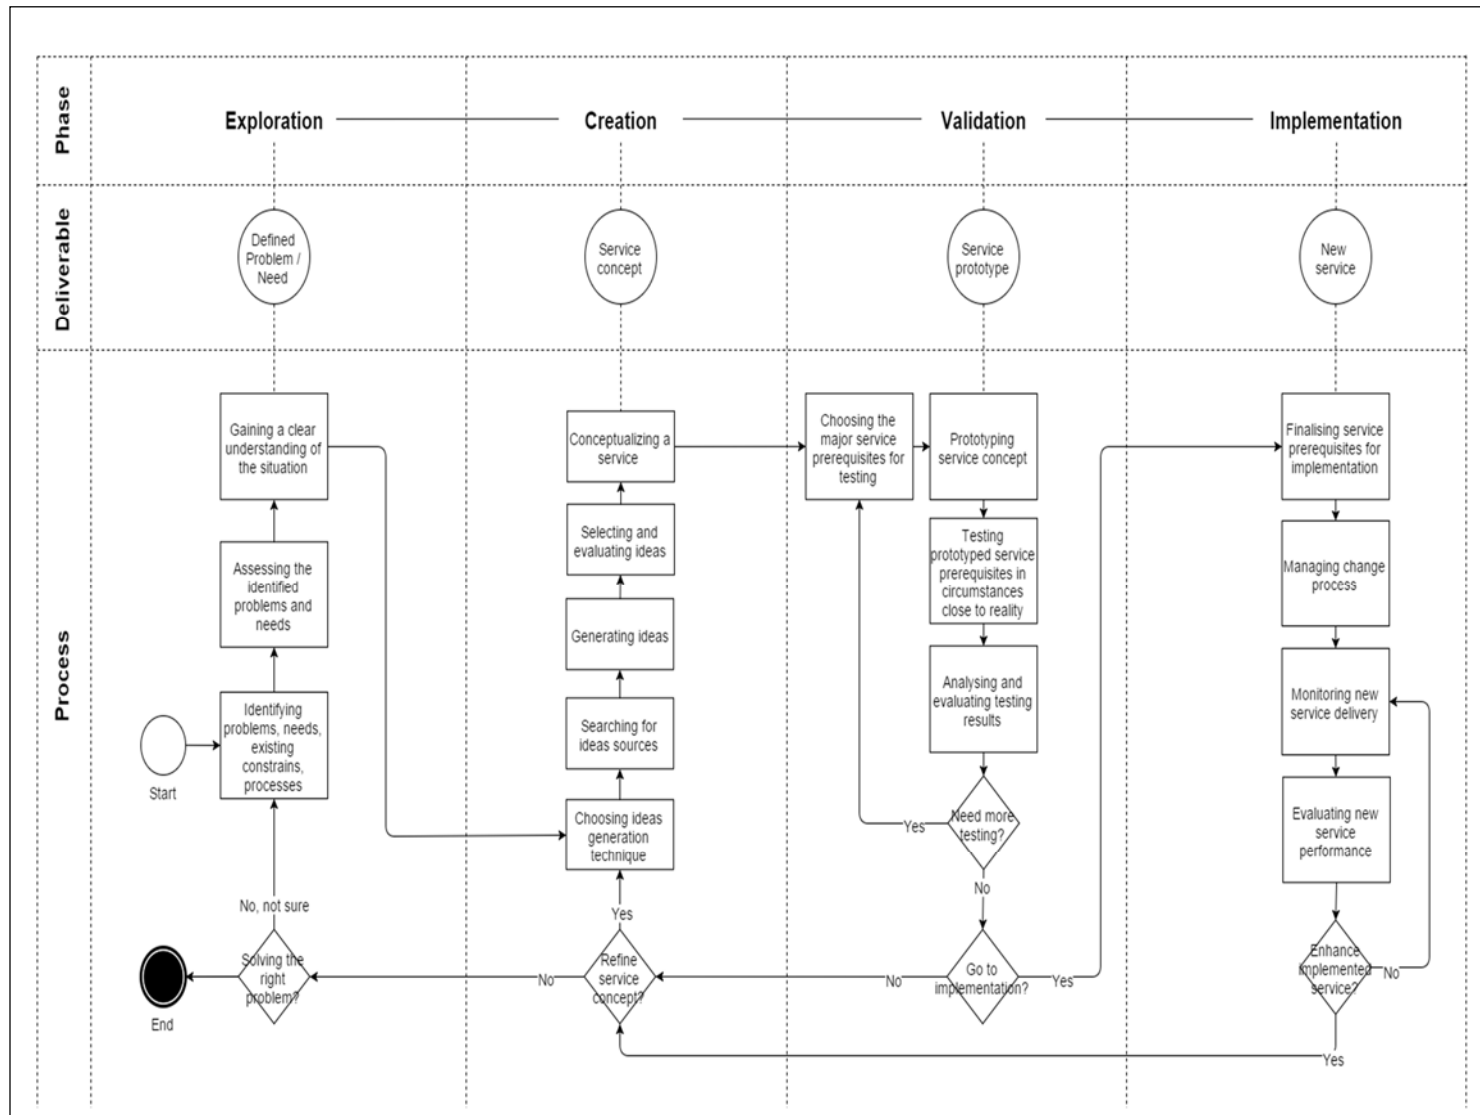 Phase
Exploration
Creation
Validation
Implementation
Deliverable
Defined
Problem /
Need
Service
concept
Service
prototype
New
service
Process
Gaining a clear
understanding of
the situation
Assessing the
identified
problems and
needs
Identifying
problems, needs,
existing
constrains,
processes
Start
No, not sure
Solving the
right
problem?
End
Conceptualizing a
service
Selecting and
evaluating ideas
Generating ideas
Searching for
ideas sources
Choosing ideas
generation
technique
Yes
Refine
service
concept?
No
Choosing the
major service
prerequisites for
testing
Prototyping
service concept
Testing
prototyped service
prerequisites in
circumstances
close to reality
Analysing and
evaluating testing
results
Need more
testing?
Yes
No
Go to
implementation?
No
Yes
Finalising service
prerequisites for
implementation
Managing change
process
Monitoring new
service delivery
Evaluating new
service
performance
Enhance
implemented
service?
No
Yes